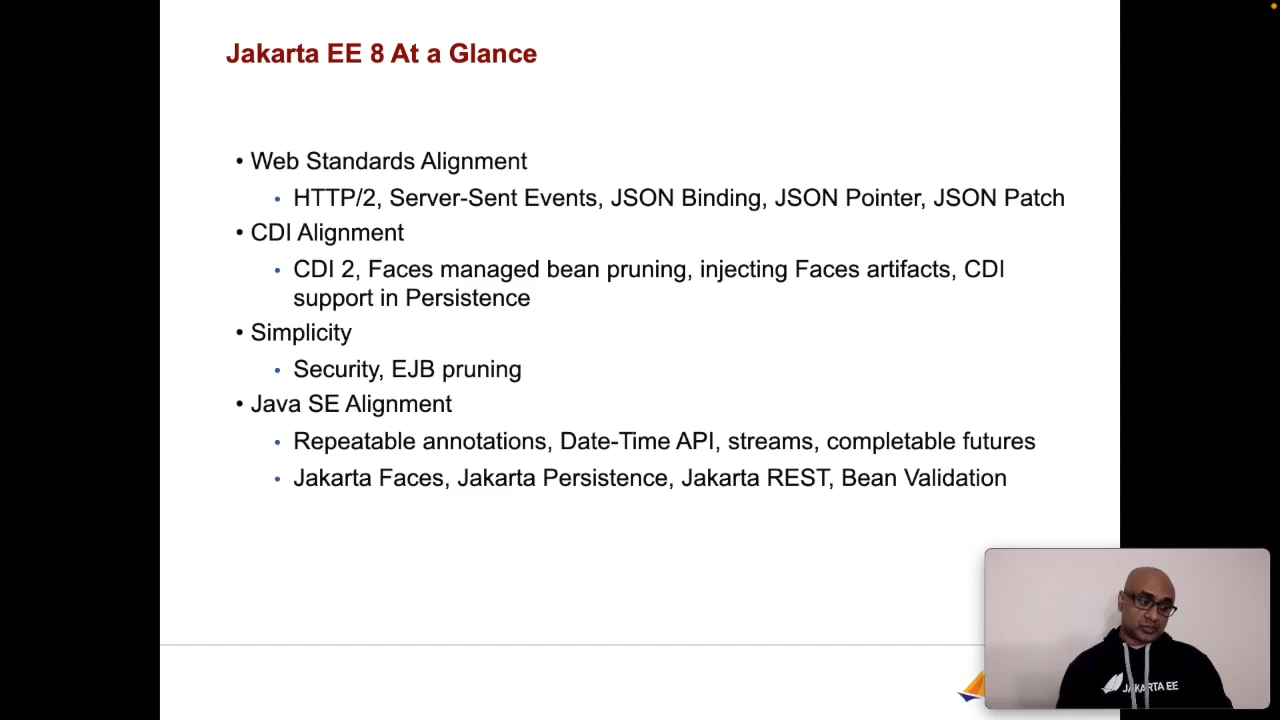 Jakarta EE 8 At a Glance
• Web Standards Alignment
• HTTP/2, Server-Sent Events, JSON Binding, JSON Pointer, JSON Patch
• CDI Alignment
• CDI 2, Faces managed bean pruning, injecting Faces artifacts, CDI
support in Persistence
• Simplicity
• Security, EJB pruning
• Java SE Alignment
• Repeatable annotations, Date-Time API, streams, completable futures
• Jakarta Faces, Jakarta Persistence, Jakarta REST, Bean Validation
JAKARTA EE